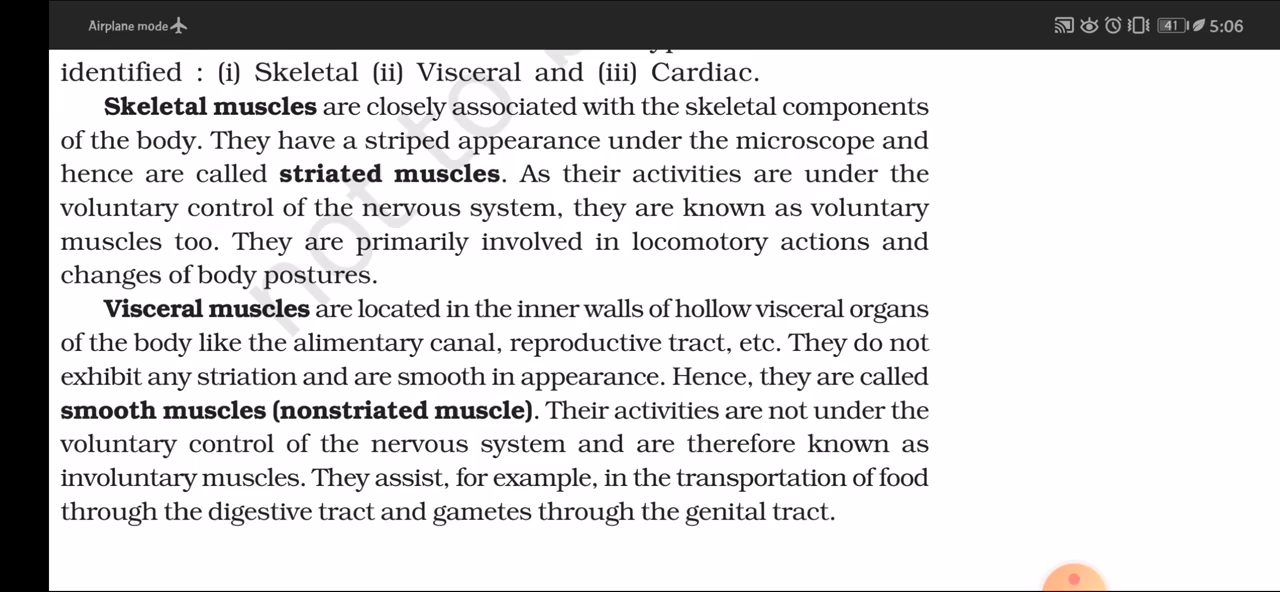 Airplane mode
41 5:06
identified : (i) Skeletal (ii) Visceral and (iii) Cardiac.
Skeletal muscles are closely associated with the skeletal components
of the body. They have a striped appearance under the microscope and
hence are called striated muscles. As their activities are under the
voluntary control of the nervous system, they are known as voluntary
muscles too. They are primarily involved in locomotory actions and
changes of body postures.
Visceral muscles are located in the inner walls of hollow visceral organs
of the body like the alimentary canal, reproductive tract, etc. They do not
exhibit any striation and are smooth in appearance. Hence, they are called
smooth muscles (nonstriated muscle). Their activities are not under the
voluntary control of the nervous system and are therefore known as
involuntary muscles. They assist, for example, in the transportation of food
through the digestive tract and gametes through the genital tract.
not to